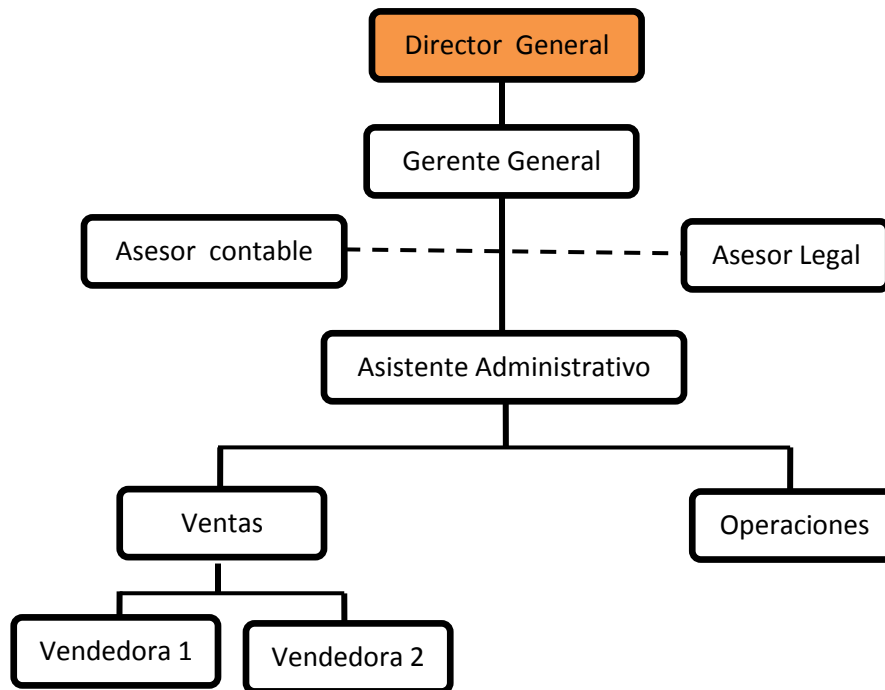 Director General
Gerente General
Asesor contable
Asesor Legal
Asistente Administrativo
Ventas
Operaciones
Vendedora 1
Vendedora 2